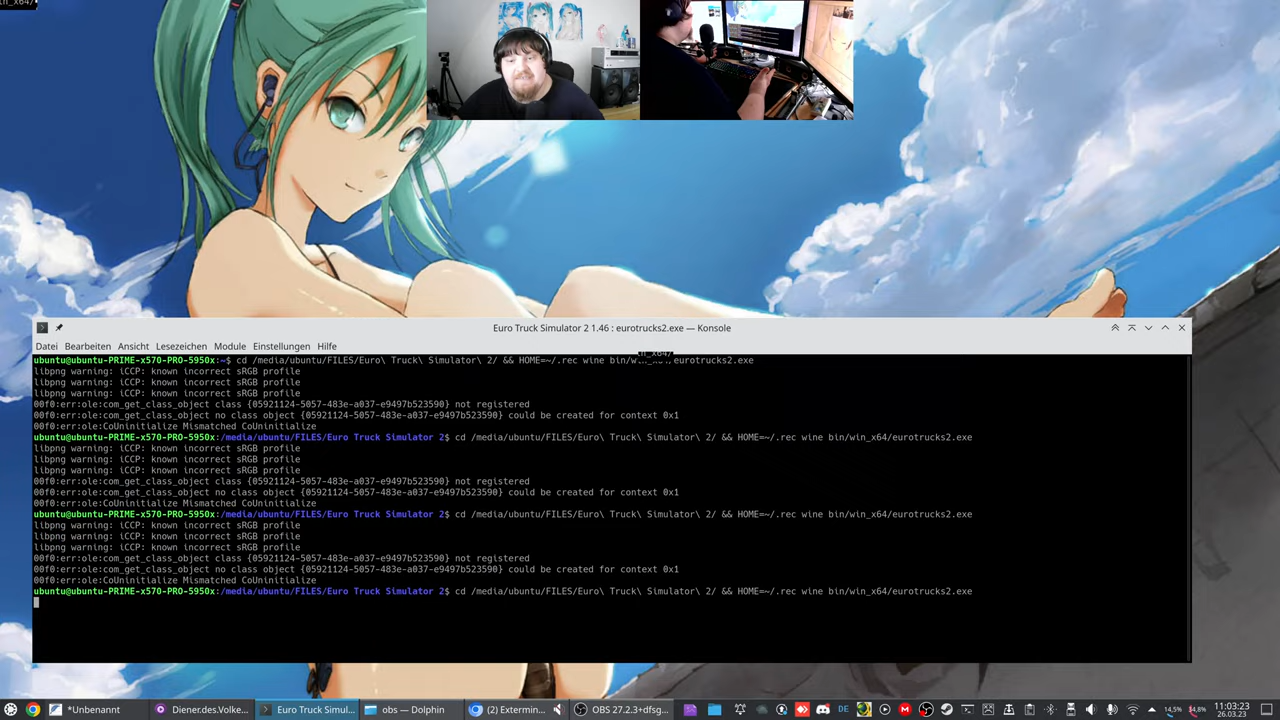 in_x64/
Euro Truck Simulator 2 1.46 : eurotrucks2.exe — Konsole
Datei Bearbeiten Ansicht Lesezeichen Module Einstellungen Hilfe
in_x64/
ubuntu@ubuntu-PRIME-x570-PRO-5950x:~$ cd /media/ubuntu/FILES/Euro\ Truck\ Simulator\ 2/ && HOME=~/.rec wine bin/win_x64/eurotrucks2.exe
libpng warning: iCCP: known incorrect sRGB profile
libpng warning: iCCP: known incorrect sRGB profile
libpng warning: iCCP: known incorrect sRGB profile
00f0:err:ole:com_get_class_object class {05921124-5057-483e-a037-e9497b523590} not registered
00f0:err:ole:com_get_class_object no class object {05921124-5057-483e-a037-e9497b523590} could be created for context 0x1
00f0:err:ole:CoUninitialize Mismatched CoUninitialize
ubuntu@ubuntu-PRIME-x570-PRO-5950x:/media/ubuntu/FILES/Euro Truck Simulator 2$ cd /media/ubuntu/FILES/Euro\ Truck\ Simulator\ 2/ && HOME=~/.rec wine bin/win_x64/eurotrucks2.exe
libpng warning: iCCP: known incorrect sRGB profile
libpng warning: iCCP: known incorrect sRGB profile
libpng warning: iCCP: known incorrect sRGB profile
00f0:err:ole:com_get_class_object class {05921124-5057-483e-a037-e9497b523590} not registered
00f0:err:ole:com_get_class_object no class object {05921124-5057-483e-a037-e9497b523590} could be created for context 0x1
00f0:err:ole:CoUninitialize Mismatched CoUninitialize
ubuntu@ubuntu-PRIME-x570-PRO-5950x:/media/ubuntu/FILES/Euro Truck Simulator 2$ cd /media/ubuntu/FILES/Euro\ Truck\ Simulator\ 2/ && HOME=~/.rec wine bin/win_x64/eurotrucks2.exe
libpng warning: iCCP: known incorrect sRGB profile
libpng warning: iCCP: known incorrect sRGB profile
libpng warning: iCCP: known incorrect sRGB profile
00f0:err:ole:com_get_class_object class {05921124-5057-483e-a037-e9497b523590} not registered
00f0:err:ole:com_get_class_object no class object {05921124-5057-483e-a037-e9497b523590} could be created for context 0x1
00f0:err:ole:CoUninitialize Mismatched CoUninitialize
ubuntu@ubuntu-PRIME-x570-PRO-5950x:/media/ubuntu/FILES/Euro Truck Simulator 2$ cd /media/ubuntu/FILES/Euro\ Truck\ Simulator\ 2/ && HOME=~/.rec wine bin/win_x64/eurotrucks2.exe
*Unbenannt Diener.des.Volke... Euro Truck Simul... obs — Dolphin (2) Extermin... OBS 27.2.3+dfsg... DE 14,5% 54,8% 11:03:23
26.03.23